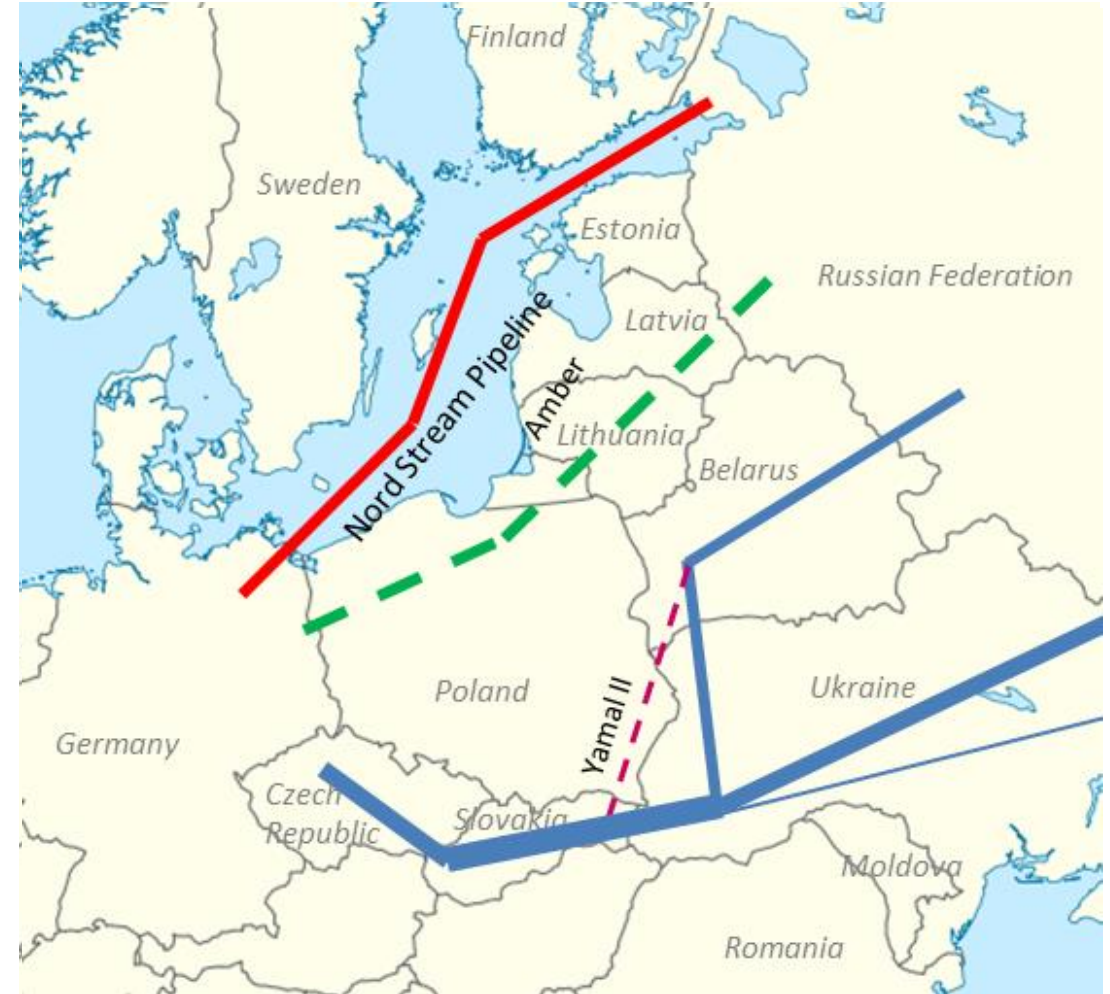 Finland
Sweden
Estonia
Russian Federation
Latvia
Nord Stream Pipeline
Amber
Lithuania
Belarus
Poland
Yamal II
Ukraine
Germany
Czech
Republic
Slovakia
Moldova
Romania